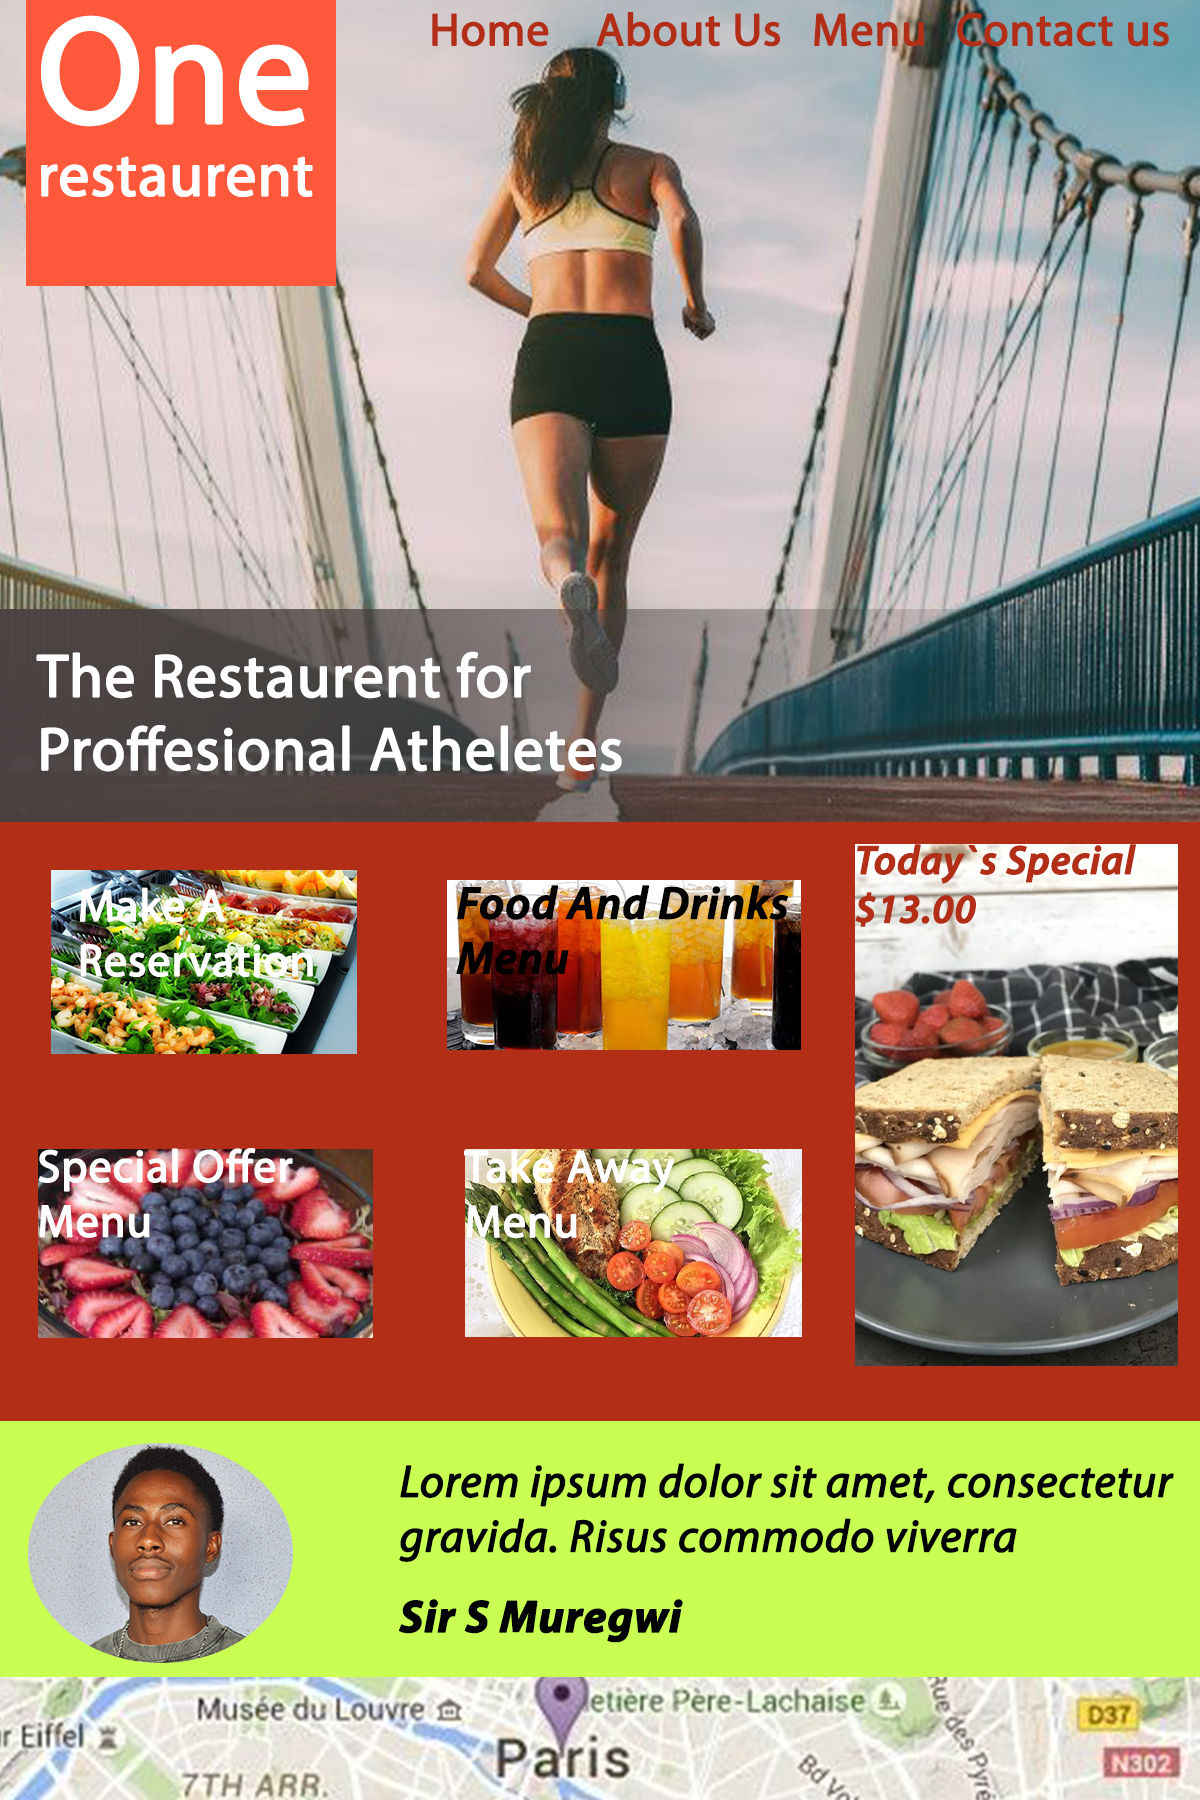 One
restaurent
Home About Us Menu Contact us
The Restaurent for
Proffesional Atheletes
Make A
Reservation
Food And Drinks
Menu
Today`s Special
$13.00
Special Offer
Menu
Take Away
Menu
Lorem ipsum dolor sit amet, consectetur
gravida. Risus commodo viverra
Sir S Muregwi
Musée du Louvre
etière Père-Lachaise
r Eiffel
Paris
7TH ARR.
Rue des Pyré
D37
N302